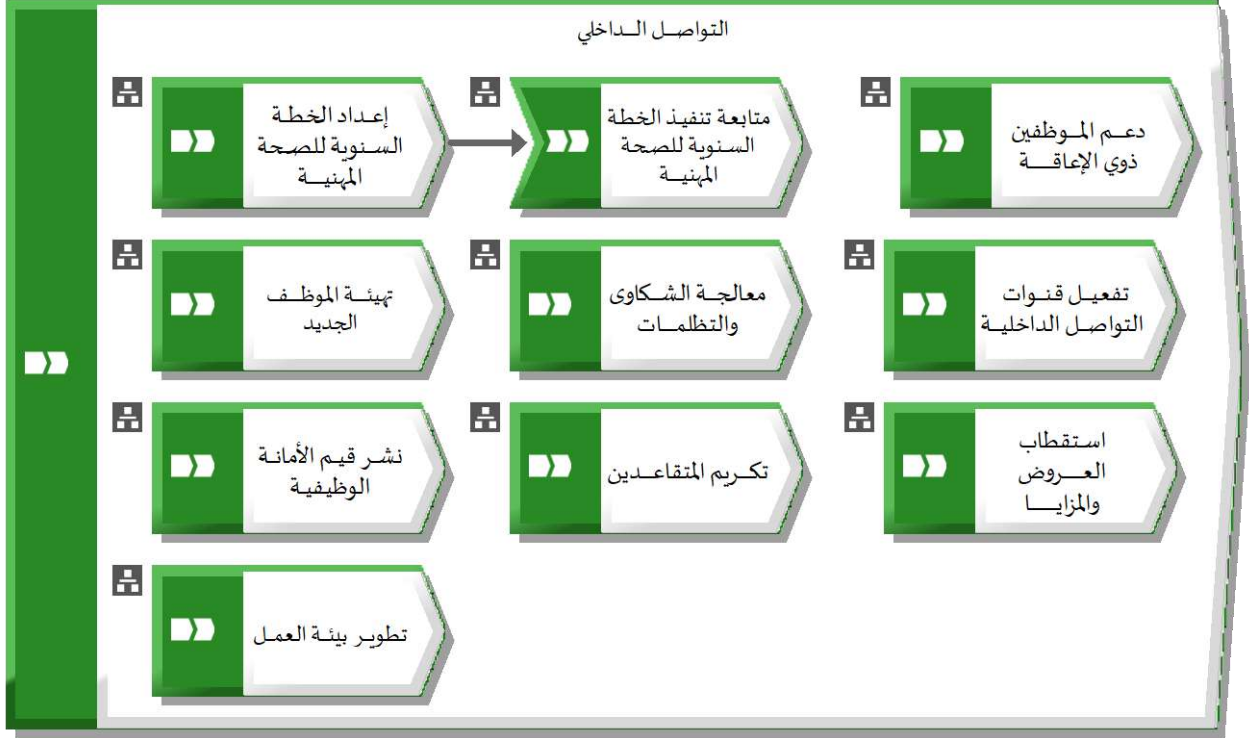 التواصل الداخلي
إعداد الخطة
السنوية للصحة
المهنية
متابعة تنفيذ الخطة
السنوية للصحة
المهنية
دعم الموظفين
ذوي الإعاقة
تهيئة الموظف
الجديد
معالجة الشكاوى
والتظلمات
تفعيل قنوات
التواصل الداخلية
نشر قيم الأمانة
الوظيفية
تكريم المتقاعدين
استقطاب
العروض
والمزايا
تطوير بيئة العمل